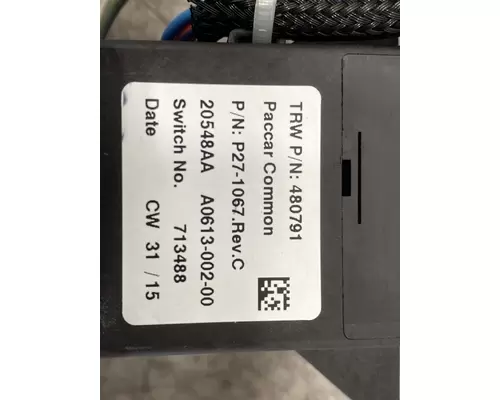 TRW P/N: 480791
Paccar Common
P/N: P27-1067.Rev.C
20548AA A0613-002-00
Switch No. 713488
Date CW 31 / 15